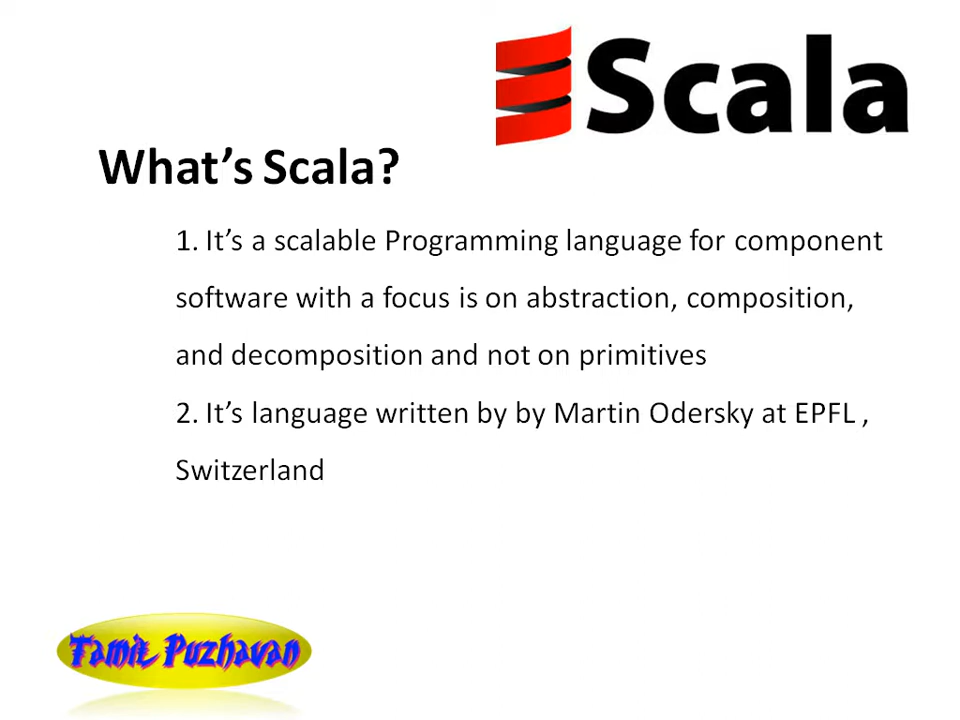 Scala
What’s Scala?
1. It’s a scalable Programming language for component
software with a focus is on abstraction, composition,
and decomposition and not on primitives
2. It’s language written by by Martin Odersky at EPFL ,
Switzerland
Tamil Puzhavan